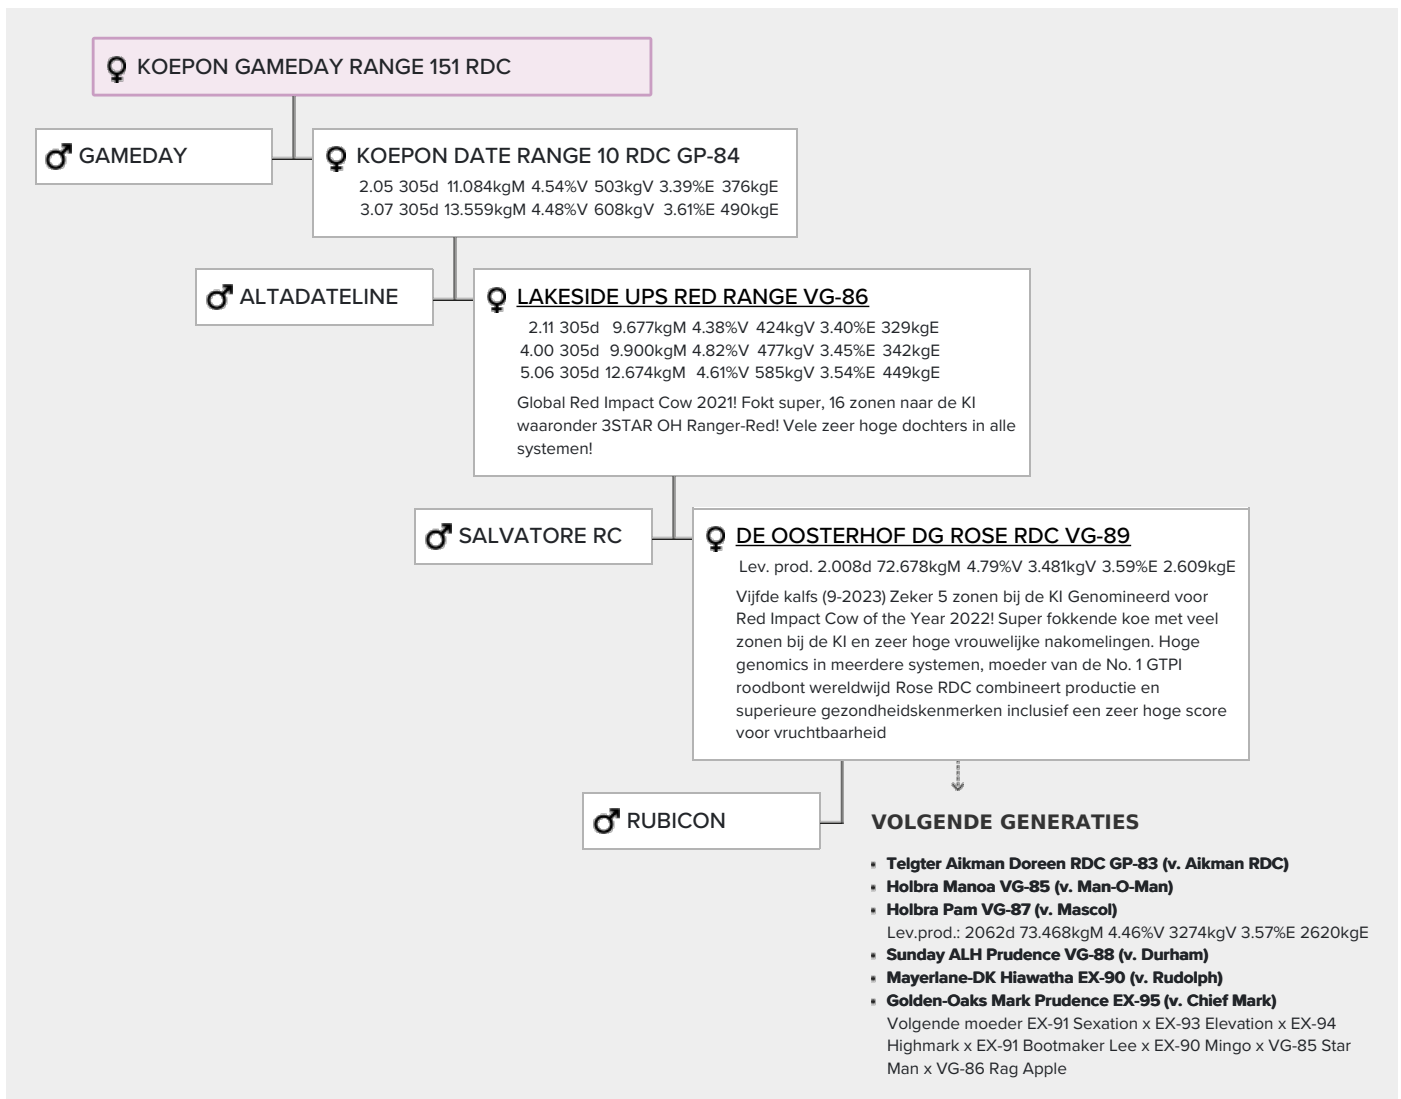 KOEPON GAMEDAY RANGE 151 RDC
GAMEDAY
KOEPON DATE RANGE 10 RDC GP-84
2.05 305d 11.084kgM 4.54%V 503kgV 3.39%E 376kgE
3.07 305d 13.559kgM 4.48%V 608kgV 3.61%E 490kgE
ALTADATELINE
LAKESIDE UPS RED RANGE VG-86
2.11 305d 9.677kgM 4.38%V 424kgV 3.40%E 329kgE
4.00 305d 9.900kgM 4.82%V 477kgV 3.45%E 342kgE
5.06 305d 12.674kgM 4.61%V 585kgV 3.54%E 449kgE
Global Red Impact Cow 2021! Fokt super, 16 zonen naar de KI
waaronder 3STAR OH Ranger-Red! Vele zeer hoge dochters in alle
systemen!
SALVATORE RC
DE OOSTERHOF DG ROSE RDC VG-89
Lev. prod. 2.008d 72.678kgM 4.79%V 3.481kgV 3.59%E 2.609kgE
Vijfde kalfs (9-2023) Zeker 5 zonen bij de KI Genomineerd voor
Red Impact Cow of the Year 2022! Super fokkende koe met veel
zonen bij de KI en zeer hoge vrouwelijke nakomelingen. Hoge
genomics in meerdere systemen, moeder van de No. 1 GTPI
roodbont wereldwijd Rose RDC combineert productie en
superieure gezondheidskenmerken inclusief een zeer hoge score
voor vruchtbaarheid
RUBICON
VOLGENDE GENERATIES
Telgter Aikman Doreen RDC GP-83 (v. Aikman RDC)
Holbra Manoa VG-85 (v. Man-O-Man)
Holbra Pam VG-87 (v. Mascol)
Lev.prod.: 2062d 73.468kgM 4.46%V 3274kgV 3.57%E 2620kgE
Sunday ALH Prudence VG-88 (v. Durham)
Mayerlane-DK Hiawatha EX-90 (v. Rudolph)
Golden-Oaks Mark Prudence EX-95 (v. Chief Mark)
Volgende moeder EX-91 Sexation x EX-93 Elevation x EX-94
Highmark x EX-91 Bootmaker Lee x EX-90 Mingo x VG-85 Star
Man x VG-86 Rag Apple